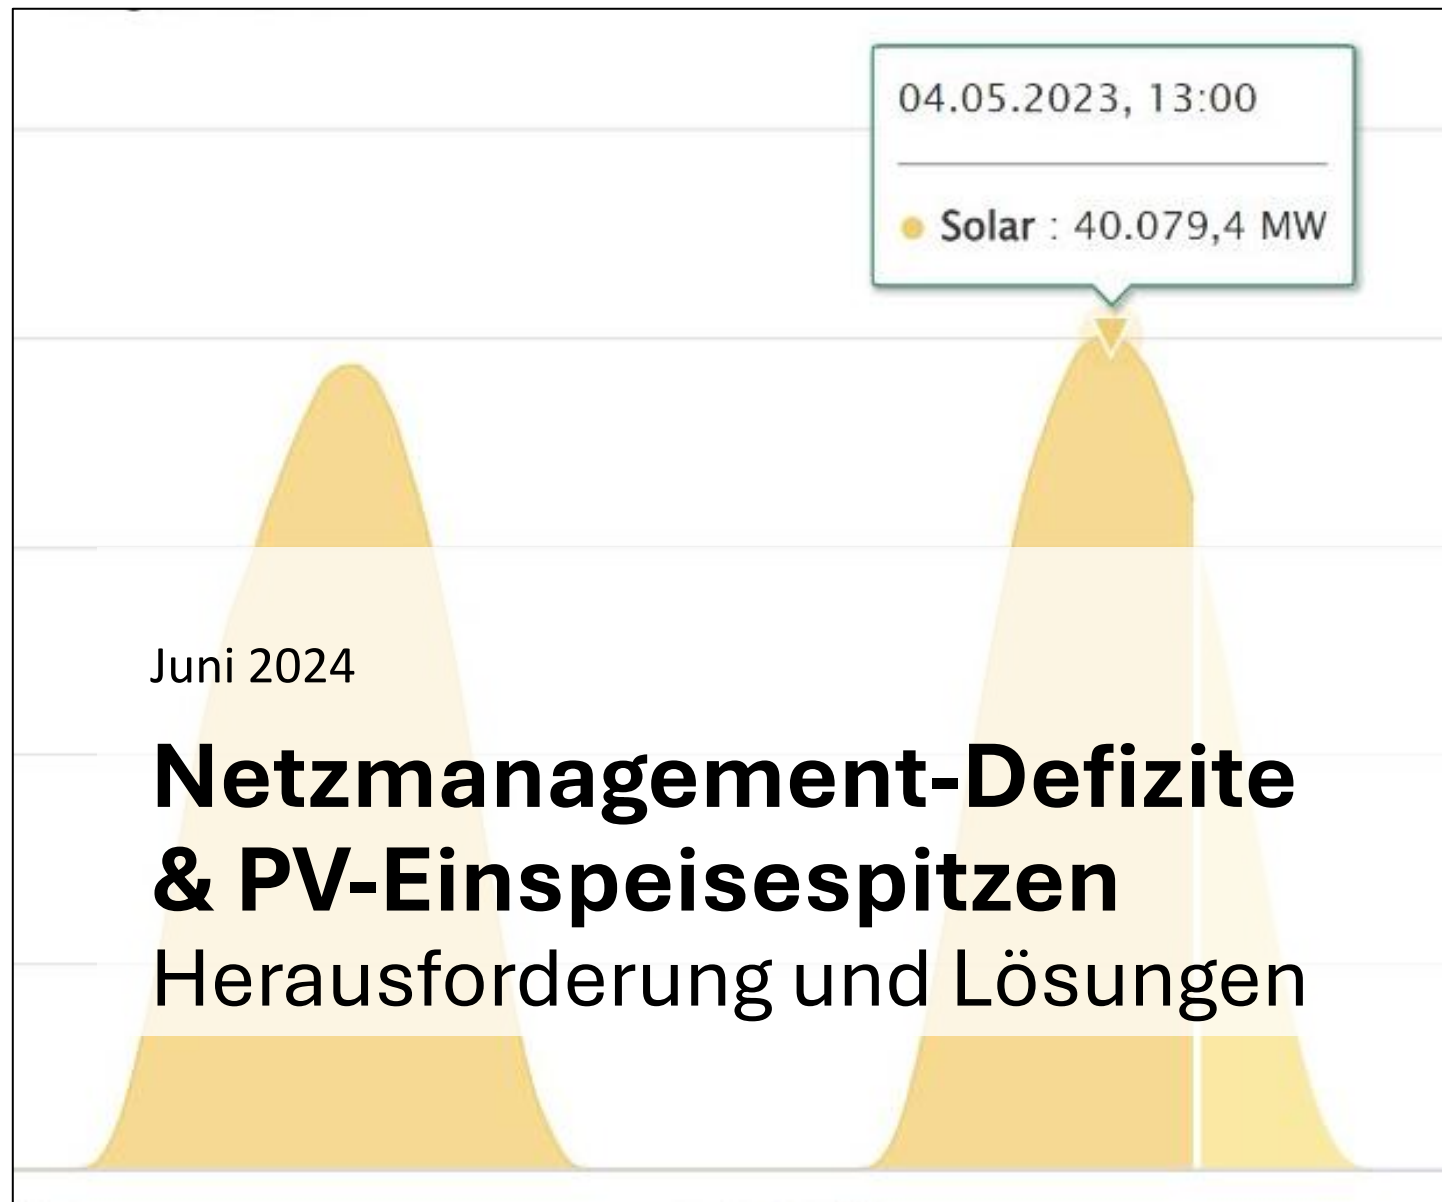 04.05.2023, 13:00
Solar : 40.079,4 MW
Juni 2024
Netzmanagement-Defizite
& PV-Einspeisespitzen
Herausforderung und Lösungen